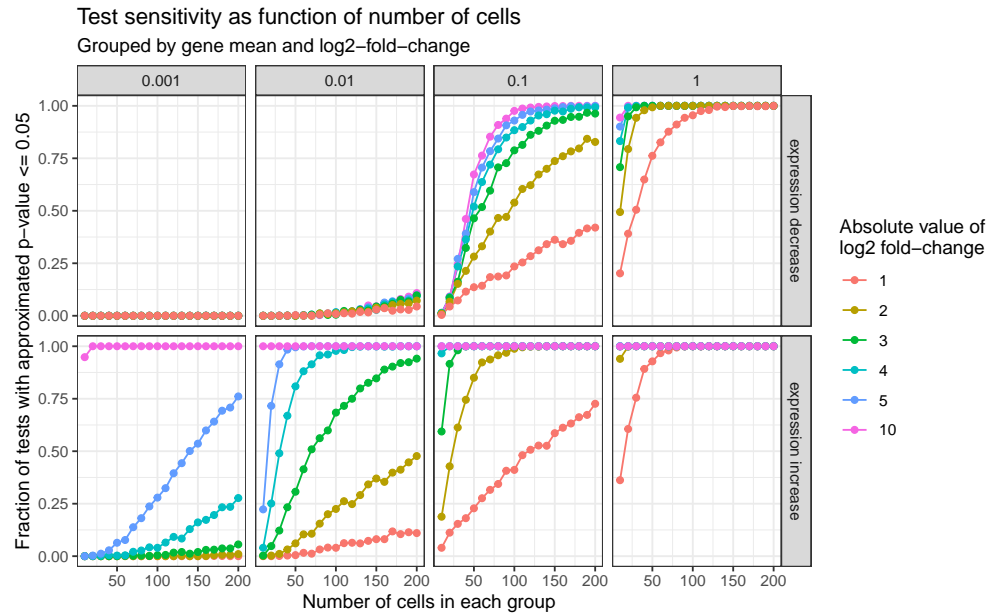 Test sensitivity as function of number of cells
Grouped by gene mean and log2−fold−change
0.001 0.01 0.1 1
Fraction of tests with approximated p−value <= 0.05
1.00
0.75
0.50
0.25
0.00
expression decrease
1.00
0.75
0.50
0.25
0.00
expression increase
50 100 150 200 50 100 150 200 50 100 150 200 50 100 150 200
Number of cells in each group
Absolute value of
log2 fold−change
1
2
3
4
5
10